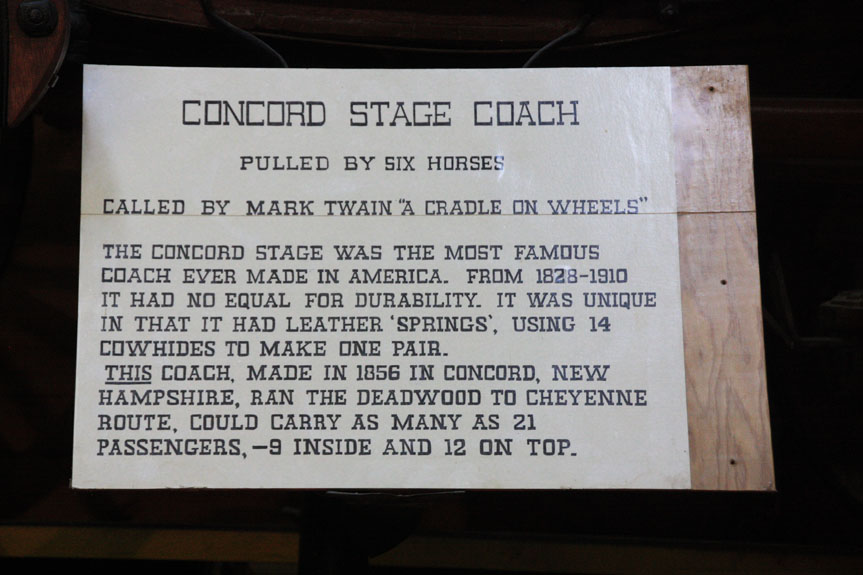 CONCORD STAGE COACH
PULLED BY SIX HORSES
CALLED BY MARK TWAIN "A CRADLE ON WHEELS"
THE CONCORD STAGE WAS THE MOST FAMOUS
COACH EVER MADE IN AMERICA. FROM 1828-1910
IT HAD NO EQUAL FOR DURABILITY. IT WAS UNIQUE
IN THAT IT HAD LEATHER 'SPRINGS', USING 14
COWHIDES TO MAKE ONE PAIR.
THIS COACH, MADE IN 1856 IN CONCORD, NEW
HAMPSHIRE, RAN THE DEADWOOD TO CHEYENNE
ROUTE, COULD CARRY AS MANY AS 21
PASSENGERS,-9 INSIDE AND 12 ON TOP.